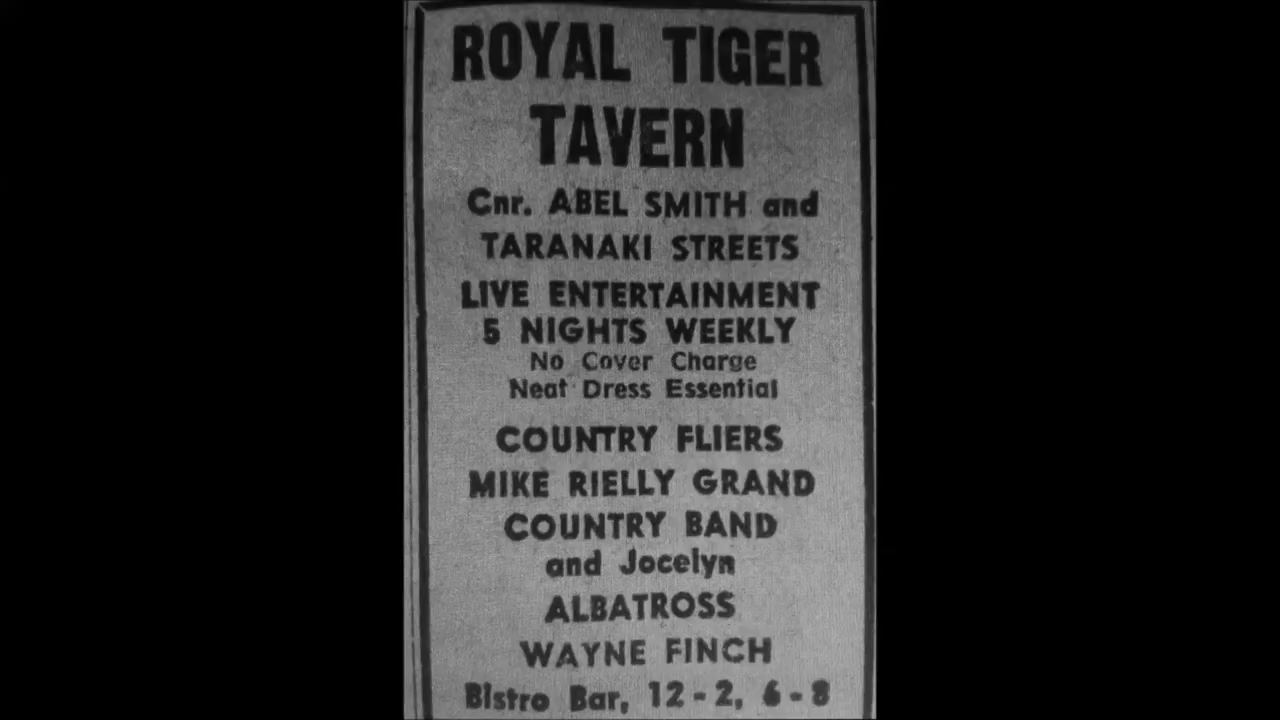 ROYAL TIGER
TAVERN
Cnr. ABEL SMITH and
TARANAKI STREETS
LIVE ENTERTAINMENT
5 NIGHTS WEEKLY
No Cover Charge
Neat Dress Essential
COUNTRY FLIERS
MIKE RIELLY GRAND
COUNTRY BAND
and Jocelyn
ALBATROSS
WAYNE FINCH
Bistro Bar, 12-2, 6-8